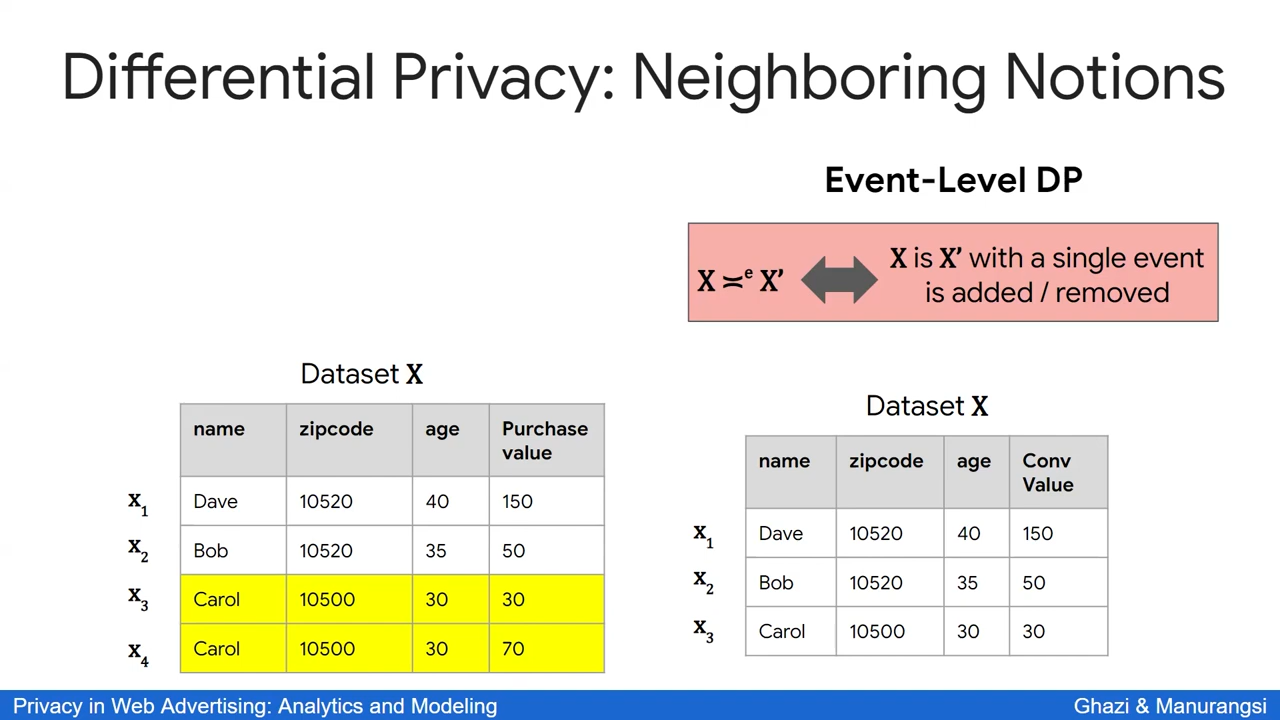 Differential Privacy: Neighboring Notions
Event-Level DP
X ≍ᵉ X’
X is X’ with a single event
is added / removed
Dataset X
name zipcode age Purchase value
x₁ Dave 10520 40 150
x₂ Bob 10520 35 50
x₃ Carol 10500 30 30
x₄ Carol 10500 30 70
Dataset X
name zipcode age Conv Value
x₁ Dave 10520 40 150
x₂ Bob 10520 35 50
x₃ Carol 10500 30 30
Privacy in Web Advertising: Analytics and Modeling
Ghazi & Manurangsi